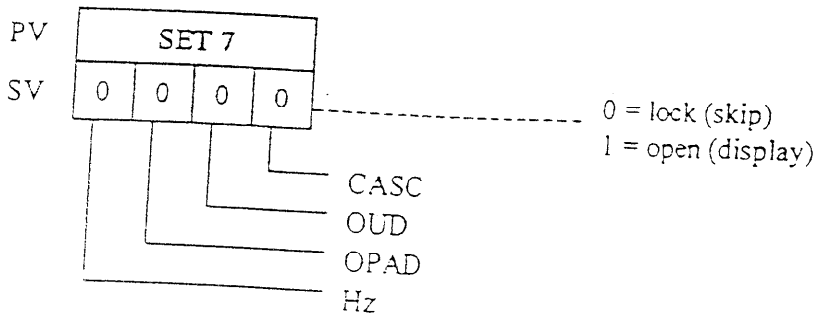 PV SET 7
SV 0 0 0 0
0 = lock (skip)
1 = open (display)
CASC
OUD
OPAD
Hz